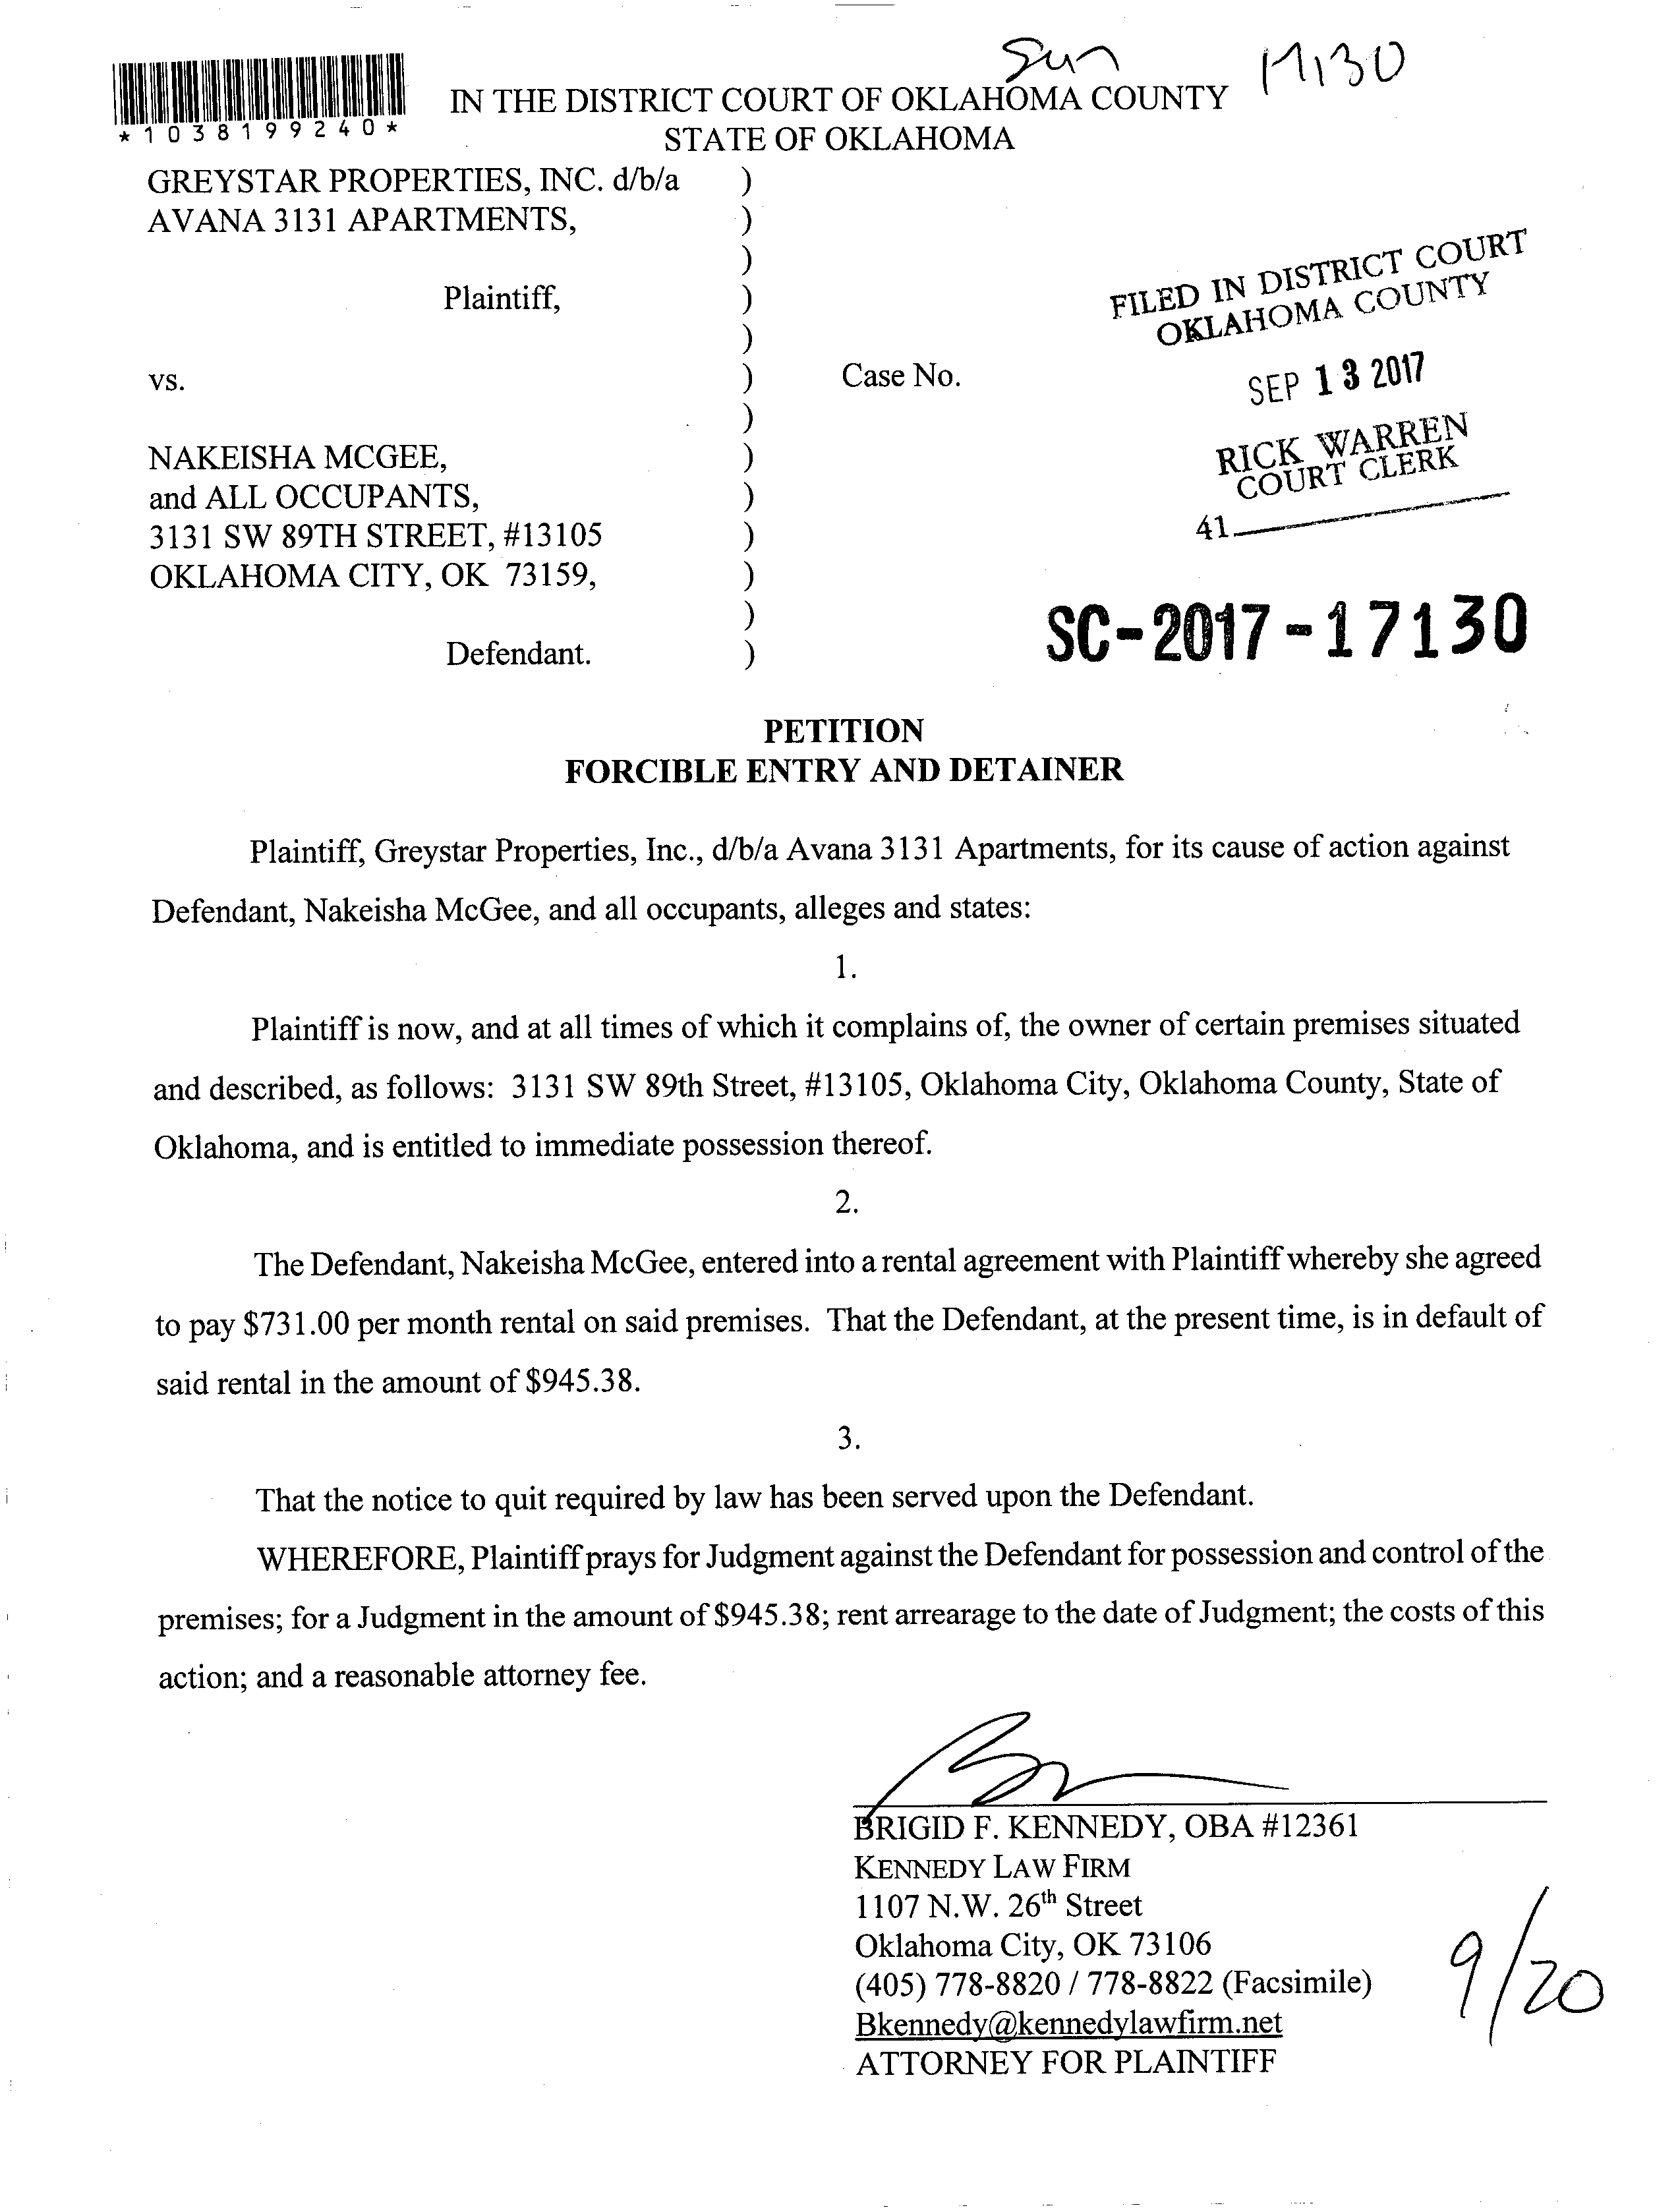 Sun 17130
*1038199240*
IN THE DISTRICT COURT OF OKLAHOMA COUNTY
STATE OF OKLAHOMA
GREYSTAR PROPERTIES, INC. d/b/a )
AVANA 3131 APARTMENTS, )
)
Plaintiff, )
)
vs. ) Case No.
)
NAKEISHA MCGEE, )
and ALL OCCUPANTS, )
3131 SW 89TH STREET, #13105 )
OKLAHOMA CITY, OK 73159, )
)
Defendant. )
FILED IN DISTRICT COURT
OKLAHOMA COUNTY
SEP 13 2017
RICK WARREN
COURT CLERK
41
SC-2017-17130
PETITION
FORCIBLE ENTRY AND DETAINER
Plaintiff, Greystar Properties, Inc., d/b/a Avana 3131 Apartments, for its cause of action against
Defendant, Nakeisha McGee, and all occupants, alleges and states:
1.
Plaintiff is now, and at all times of which it complains of, the owner of certain premises situated
and described, as follows: 3131 SW 89th Street, #13105, Oklahoma City, Oklahoma County, State of
Oklahoma, and is entitled to immediate possession thereof.
2.
The Defendant, Nakeisha McGee, entered into a rental agreement with Plaintiff whereby she agreed
to pay $731.00 per month rental on said premises. That the Defendant, at the present time, is in default of
said rental in the amount of $945.38.
3.
That the notice to quit required by law has been served upon the Defendant.
WHEREFORE, Plaintiff prays for Judgment against the Defendant for possession and control of the
premises; for a Judgment in the amount of $945.38; rent arrearage to the date of Judgment; the costs of this
action; and a reasonable attorney fee.
BRIGID F. KENNEDY, OBA #12361
KENNEDY LAW FIRM
1107 N.W. 26th Street
Oklahoma City, OK 73106
(405) 778-8820 / 778-8822 (Facsimile)
Bkennedy@kennedylawfirm.net
ATTORNEY FOR PLAINTIFF
9/20